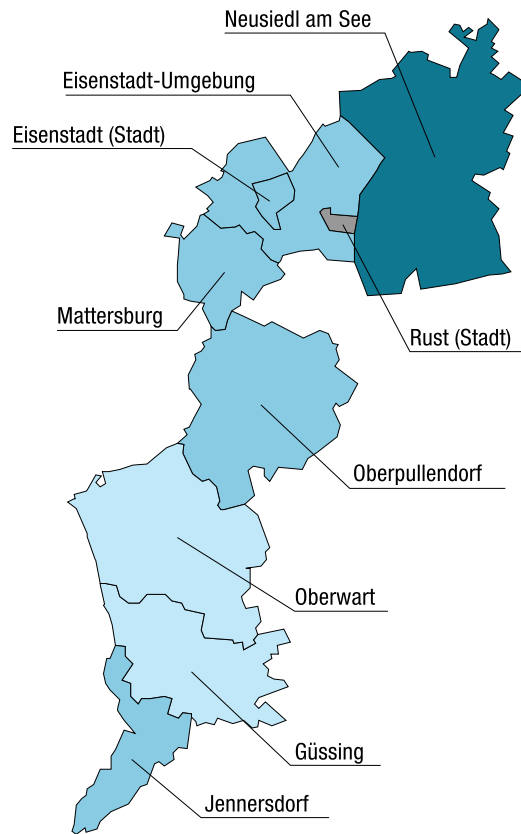 Neusiedl am See
Eisenstadt-Umgebung
Eisenstadt (Stadt)
Mattersburg
Rust (Stadt)
Oberpullendorf
Oberwart
Güssing
Jennersdorf